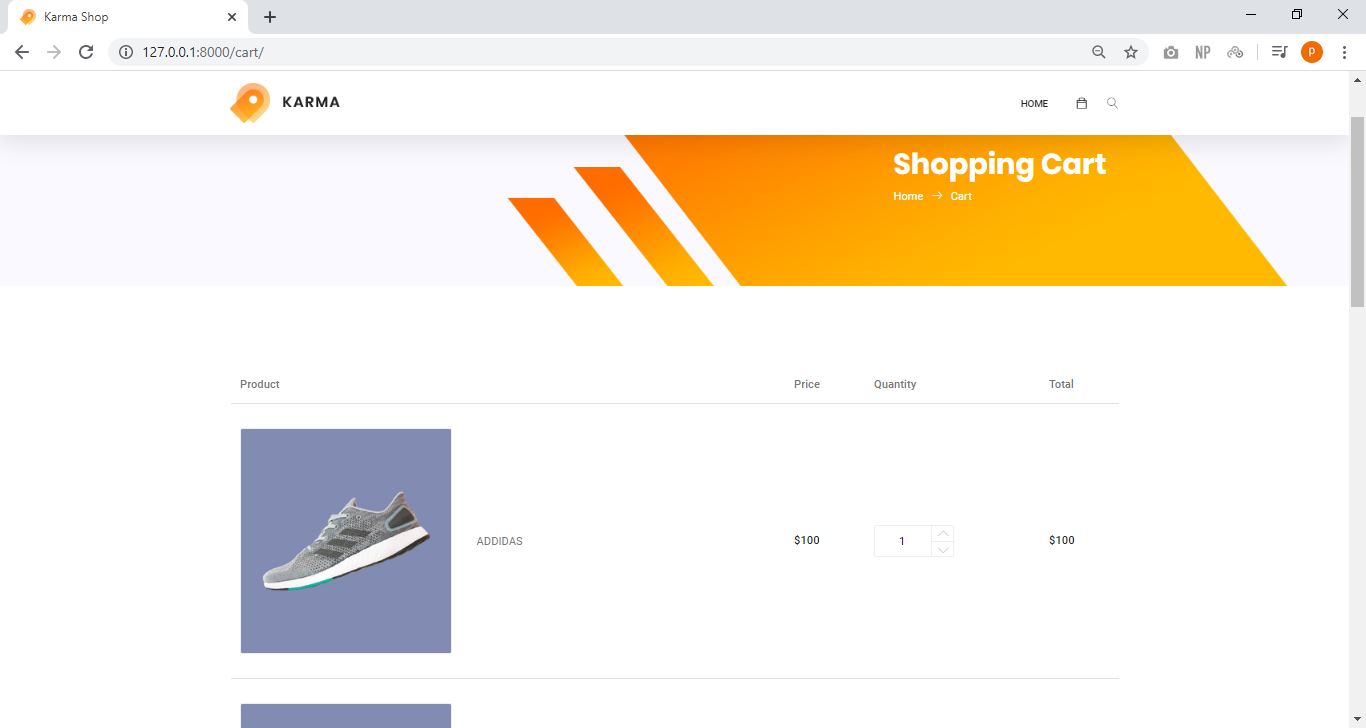 Karma Shop
127.0.0.1:8000/cart/
NP
P
KARMA
HOME
Shopping Cart
Home → Cart
Product Price Quantity Total
ADDIDAS $100 1 $100